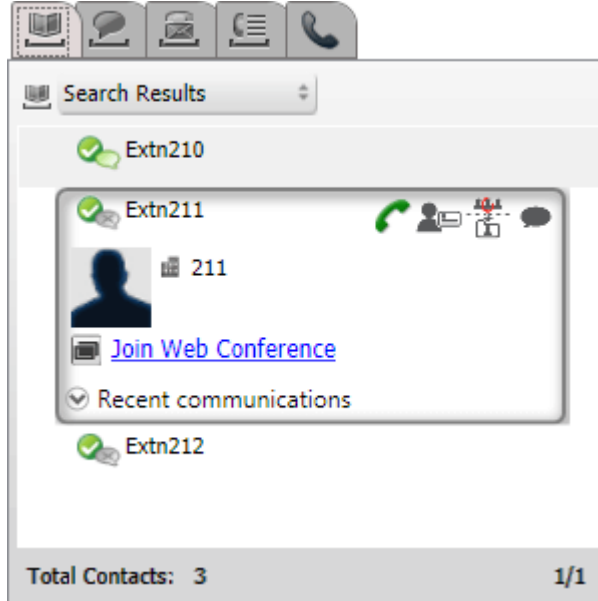 Search Results
Extn210
Extn211
211
Join Web Conference
Recent communications
Extn212
Total Contacts: 3 1/1